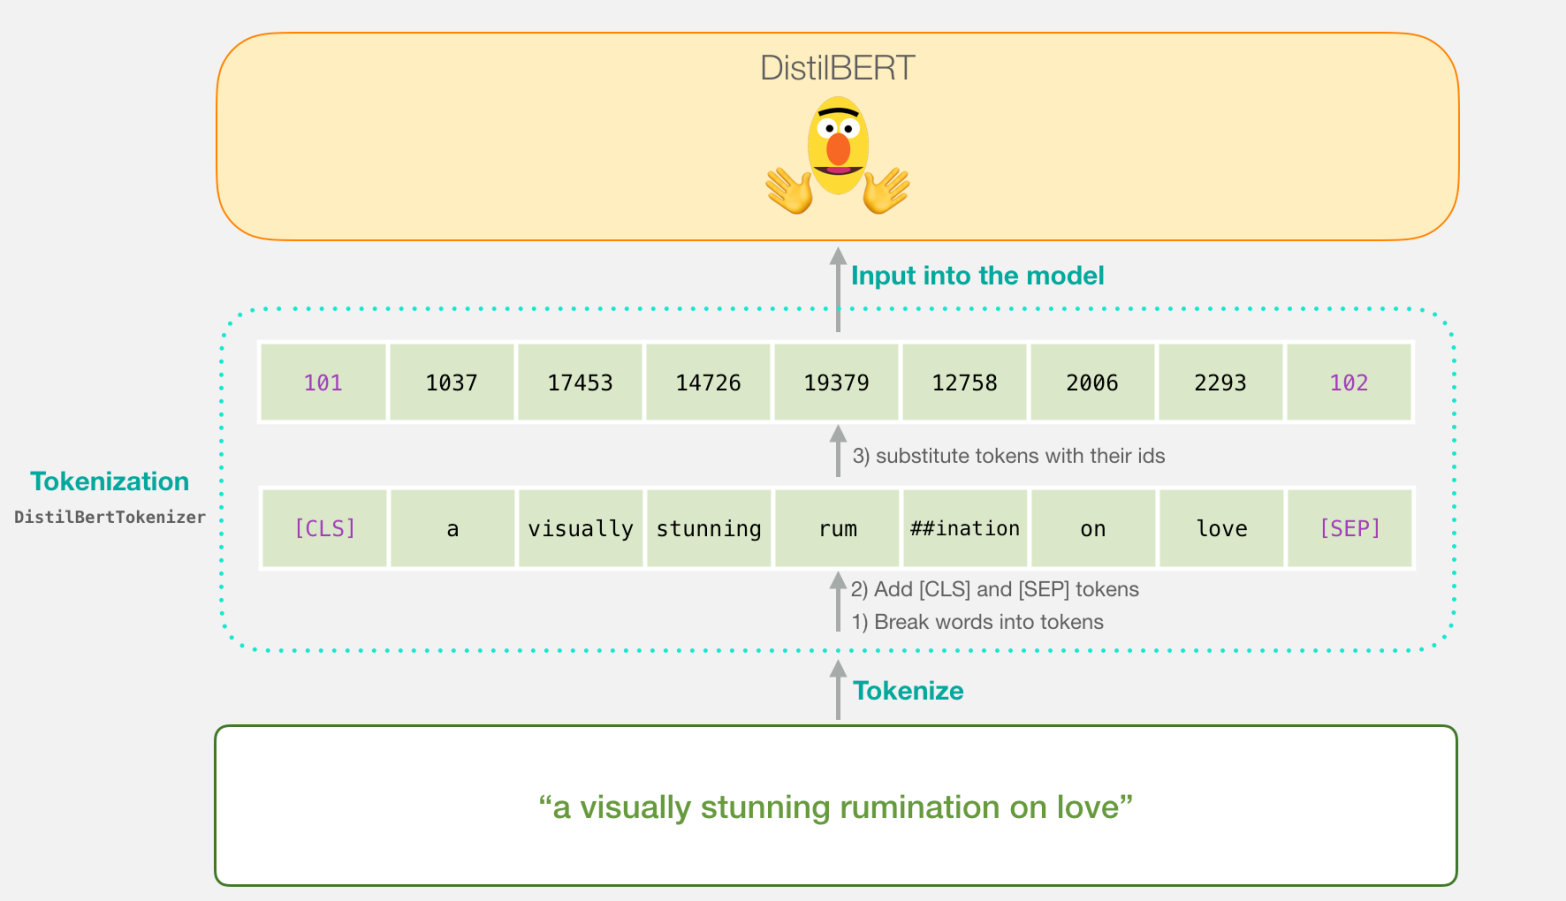 DistilBERT
Input into the model
101 1037 17453 14726 19379 12758 2006 2293 102
3) substitute tokens with their ids
Tokenization
DistilBertTokenizer
[CLS] a visually stunning rum ##ination on love [SEP]
2) Add [CLS] and [SEP] tokens
1) Break words into tokens
Tokenize
“a visually stunning rumination on love”